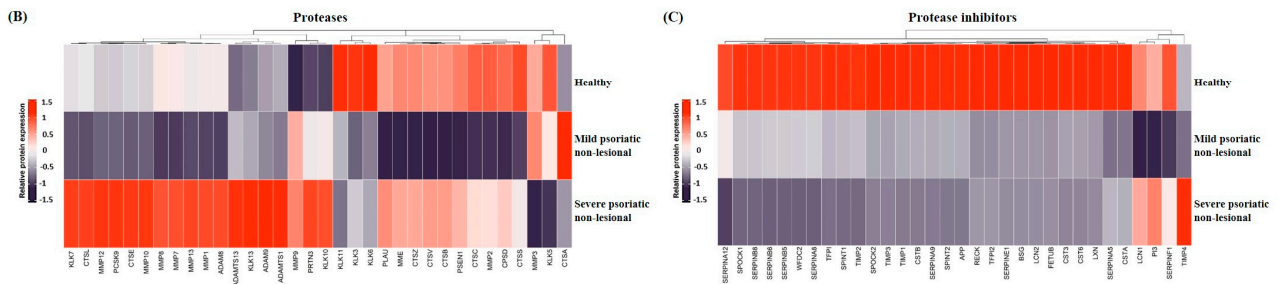 (B)
Proteases
Healthy
Mild psoriatic
non-lesional
Severe psoriatic
non-lesional
Relative protein expression
1.5
1
0.5
0
-0.5
-1
-1.5
KLK7
CTSL
MMP12
PCSK9
CTSE
MMP10
MMP8
MMP7
MMP13
MMP1
ADAM8
ADAMTS13
KLK13
ADAM9
ADAMTS1
MMP9
PRTN3
KLK10
KLK11
KLK3
KLK6
PLAU
MME
CTSZ
CTSV
CTSB
PSEN1
CTSC
MMP2
CPSD
CTSS
MMP3
KLK5
CTSA
(C)
Protease inhibitors
Healthy
Mild psoriatic
non-lesional
Severe psoriatic
non-lesional
Relative protein expression
1.5
1
0.5
0
-0.5
-1
-1.5
SERPINA12
SPOCK1
SERPINB8
SERPINB6
SERPINB5
WFDC2
SERPINA8
TFPI
SPINT1
TIMP2
SPOCK2
TIMP3
TIMP1
CSTB
SERPINA9
SPINT2
APP
RECK
TFPI2
SERPINE1
BSG
LCN2
FETUB
CST3
CST6
LXN
SERPINA5
CSTA
LCN1
PI3
SERPINF1
TIMP4